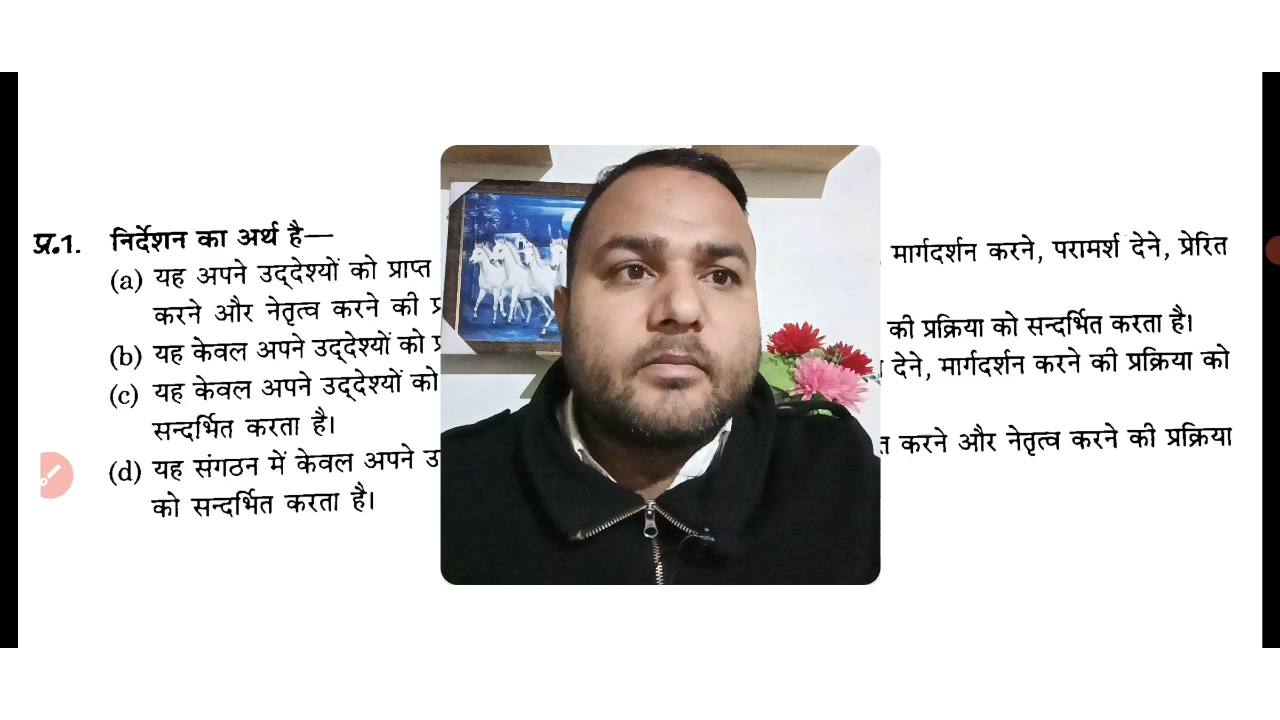 प्र.1. निर्देशन का अर्थ है—
(a) यह अपने उद्देश्यों को प्राप्त मार्गदर्शन करने, परामर्श देने, प्रेरित
करने और नेतृत्व करने की
(b) यह केवल अपने उद्देश्यों को की प्रक्रिया को सन्दर्भित करता है।
(c) यह केवल अपने उद्देश्यों को देने, मार्गदर्शन करने की प्रक्रिया को
सन्दर्भित करता है।
(d) यह संगठन में केवल अपने करने और नेतृत्व करने की प्रक्रिया
को सन्दर्भित करता है।